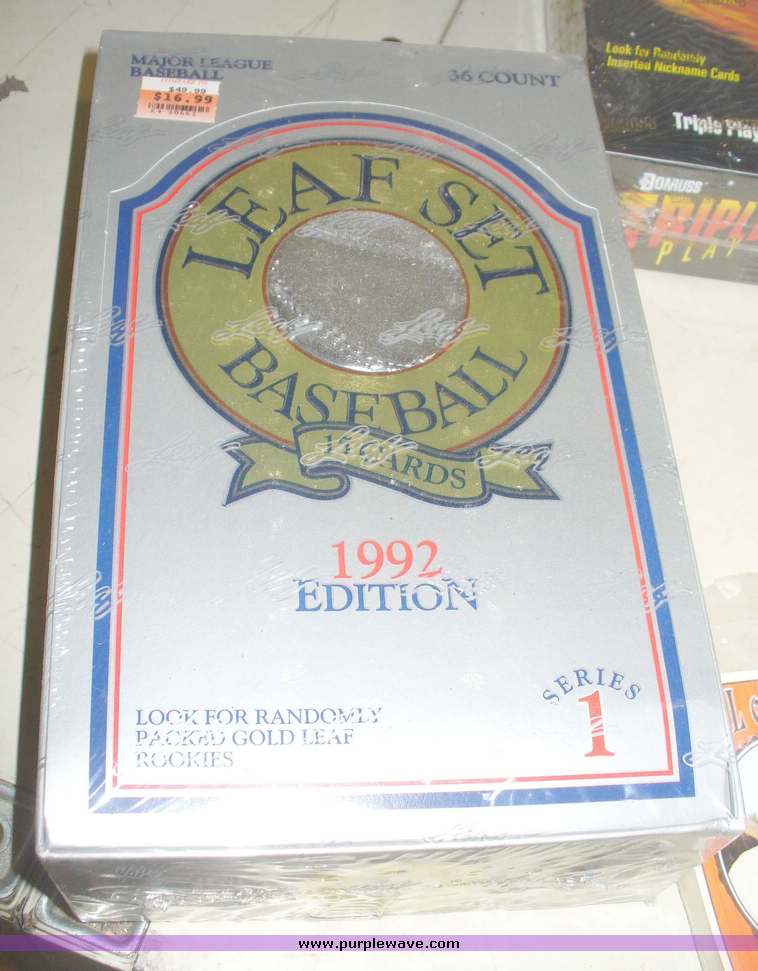 MAJOR LEAGUE
BASEBALL
36 COUNT
$49.99
$16.99
LEAF SET
BASEBALL
CARDS
1992
EDITION
SERIES
1
LOOK FOR RANDOMLY
PACKED GOLD LEAF
ROOKIES
Leaf
Look for Randomly
Inserted Nickname Cards
Triple Play
DONRUSS
TRIPLE
PLAY
www.purplewave.com